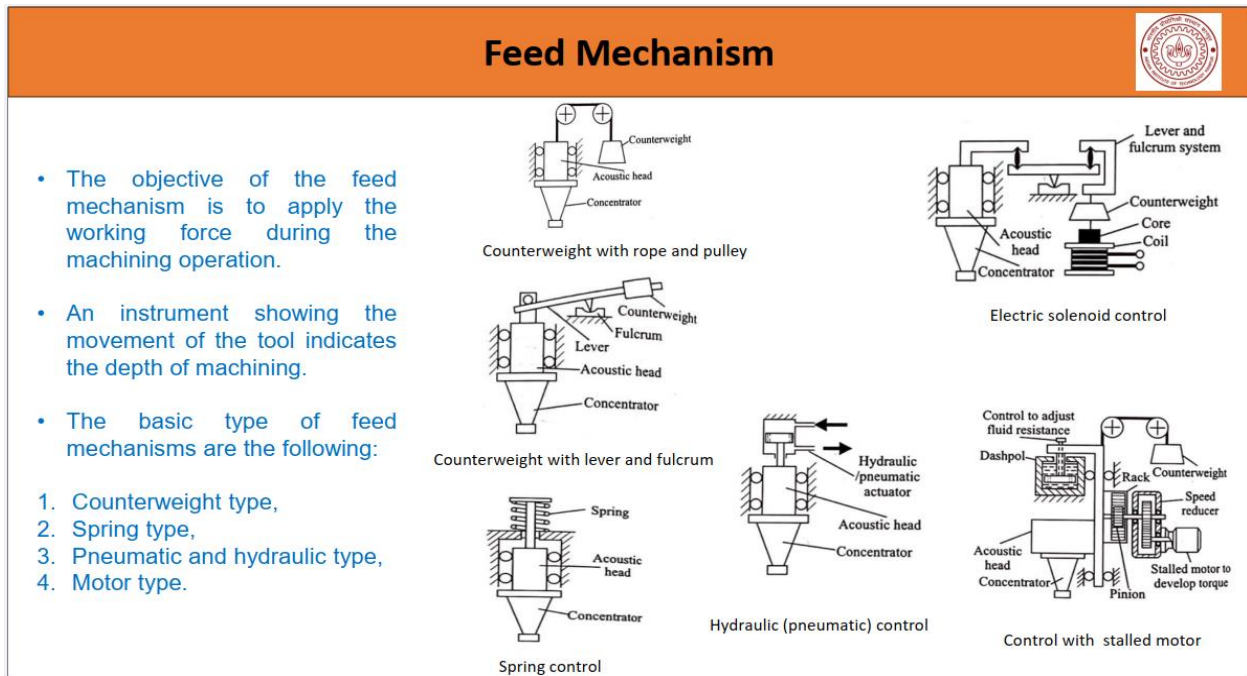 Feed Mechanism
• The objective of the feed
mechanism is to apply the
working force during the
machining operation.
• An instrument showing the
movement of the tool indicates
the depth of machining.
• The basic type of feed
mechanisms are the following:
1. Counterweight type,
2. Spring type,
3. Pneumatic and hydraulic type,
4. Motor type.
Counterweight
Acoustic head
Concentrator
Counterweight with rope and pulley
Counterweight
Fulcrum
Lever
Acoustic head
Concentrator
Counterweight with lever and fulcrum
Spring
Acoustic
head
Concentrator
Spring control
Hydraulic
/pneumatic
actuator
Acoustic head
Concentrator
Hydraulic (pneumatic) control
Lever and
fulcrum system
Counterweight
Core
Coil
Acoustic
head
Concentrator
Electric solenoid control
Control to adjust
fluid resistance
Dashpol
Counterweight
Rack
Speed
reducer
Acoustic
head
Concentrator
Stalled motor to
develop torque
Pinion
Control with stalled motor